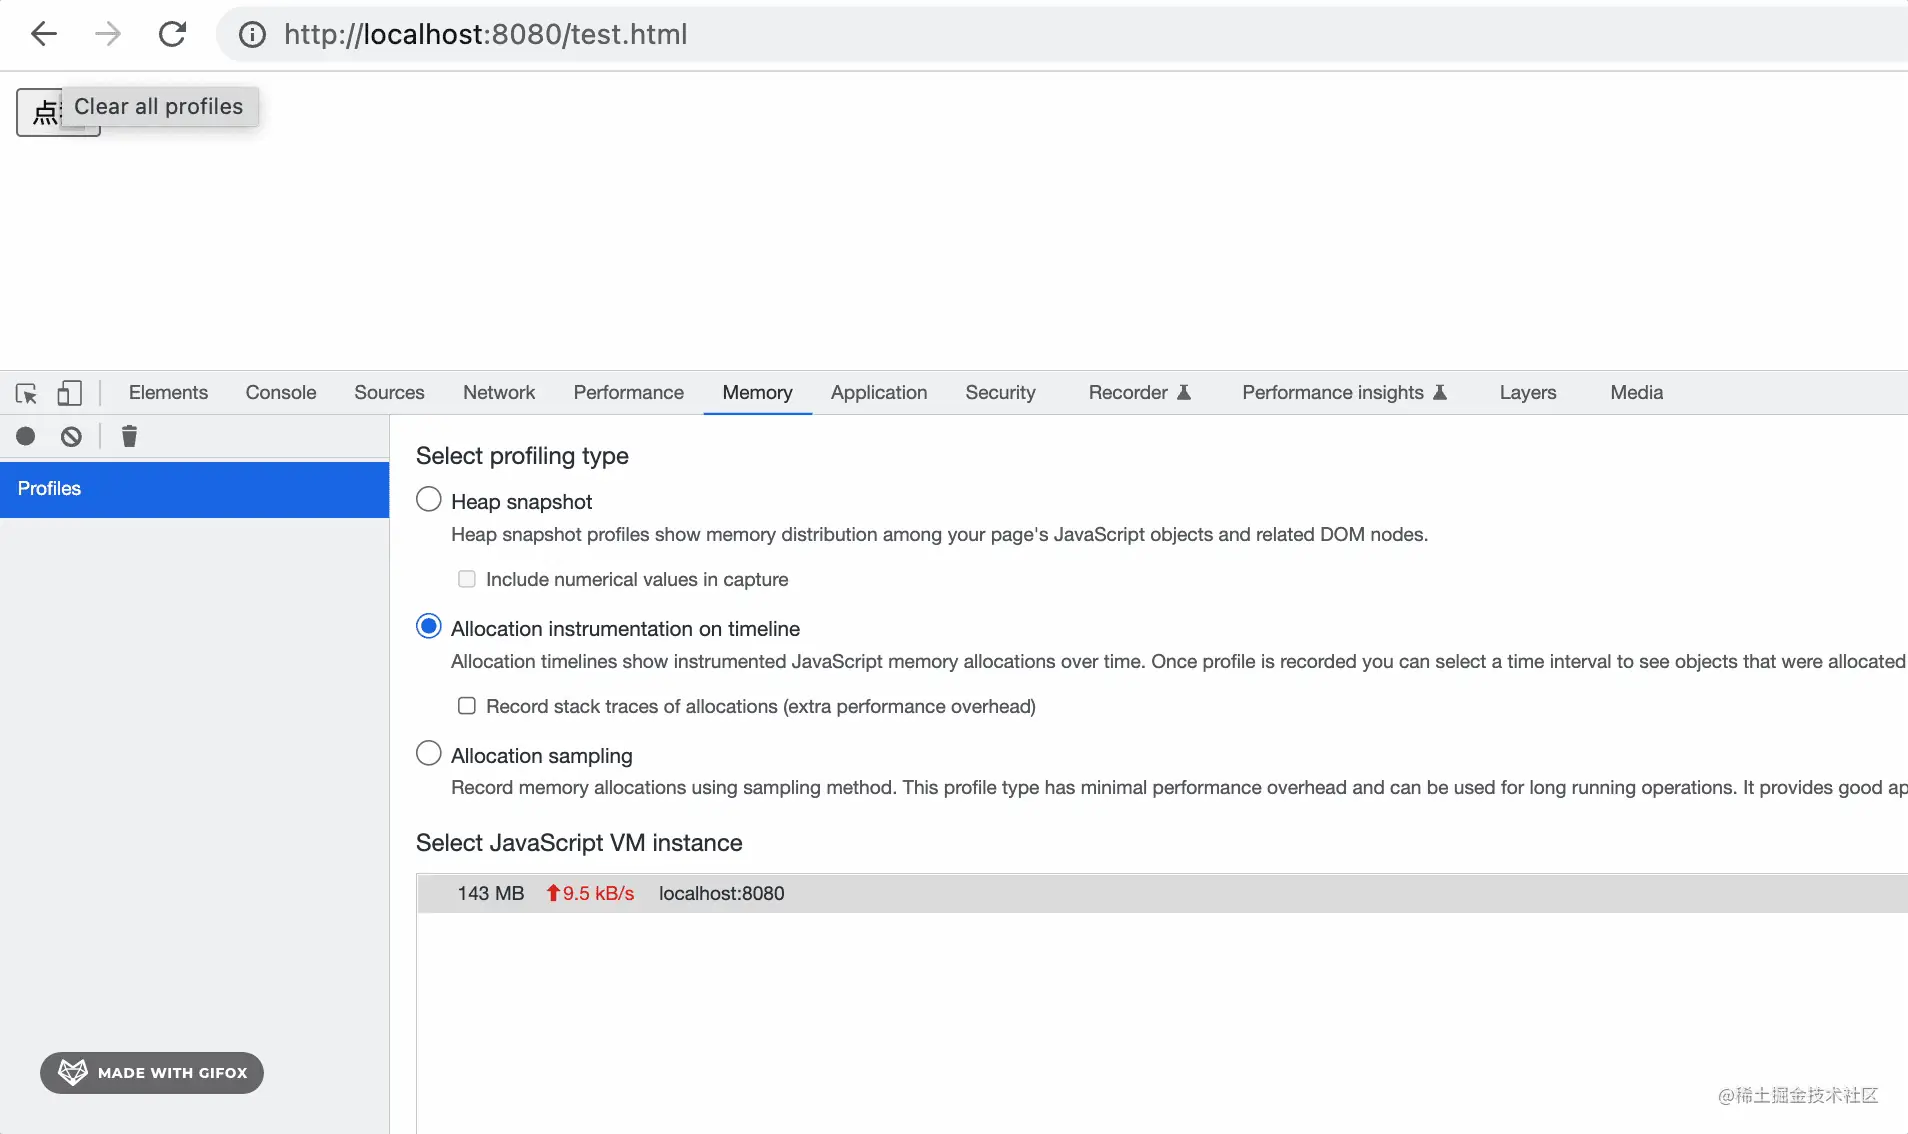 http://localhost:8080/test.html
点
Clear all profiles
Elements Console Sources Network Performance Memory Application Security Recorder Performance insights Layers Media
Profiles
Select profiling type
Heap snapshot
Heap snapshot profiles show memory distribution among your page's JavaScript objects and related DOM nodes.
Include numerical values in capture
Allocation instrumentation on timeline
Allocation timelines show instrumented JavaScript memory allocations over time. Once profile is recorded you can select a time interval to see objects that were allocated
Record stack traces of allocations (extra performance overhead)
Allocation sampling
Record memory allocations using sampling method. This profile type has minimal performance overhead and can be used for long running operations. It provides good ap
Select JavaScript VM instance
143 MB 9.5 kB/s localhost:8080
MADE WITH GIFOX
@稀土掘金技术社区